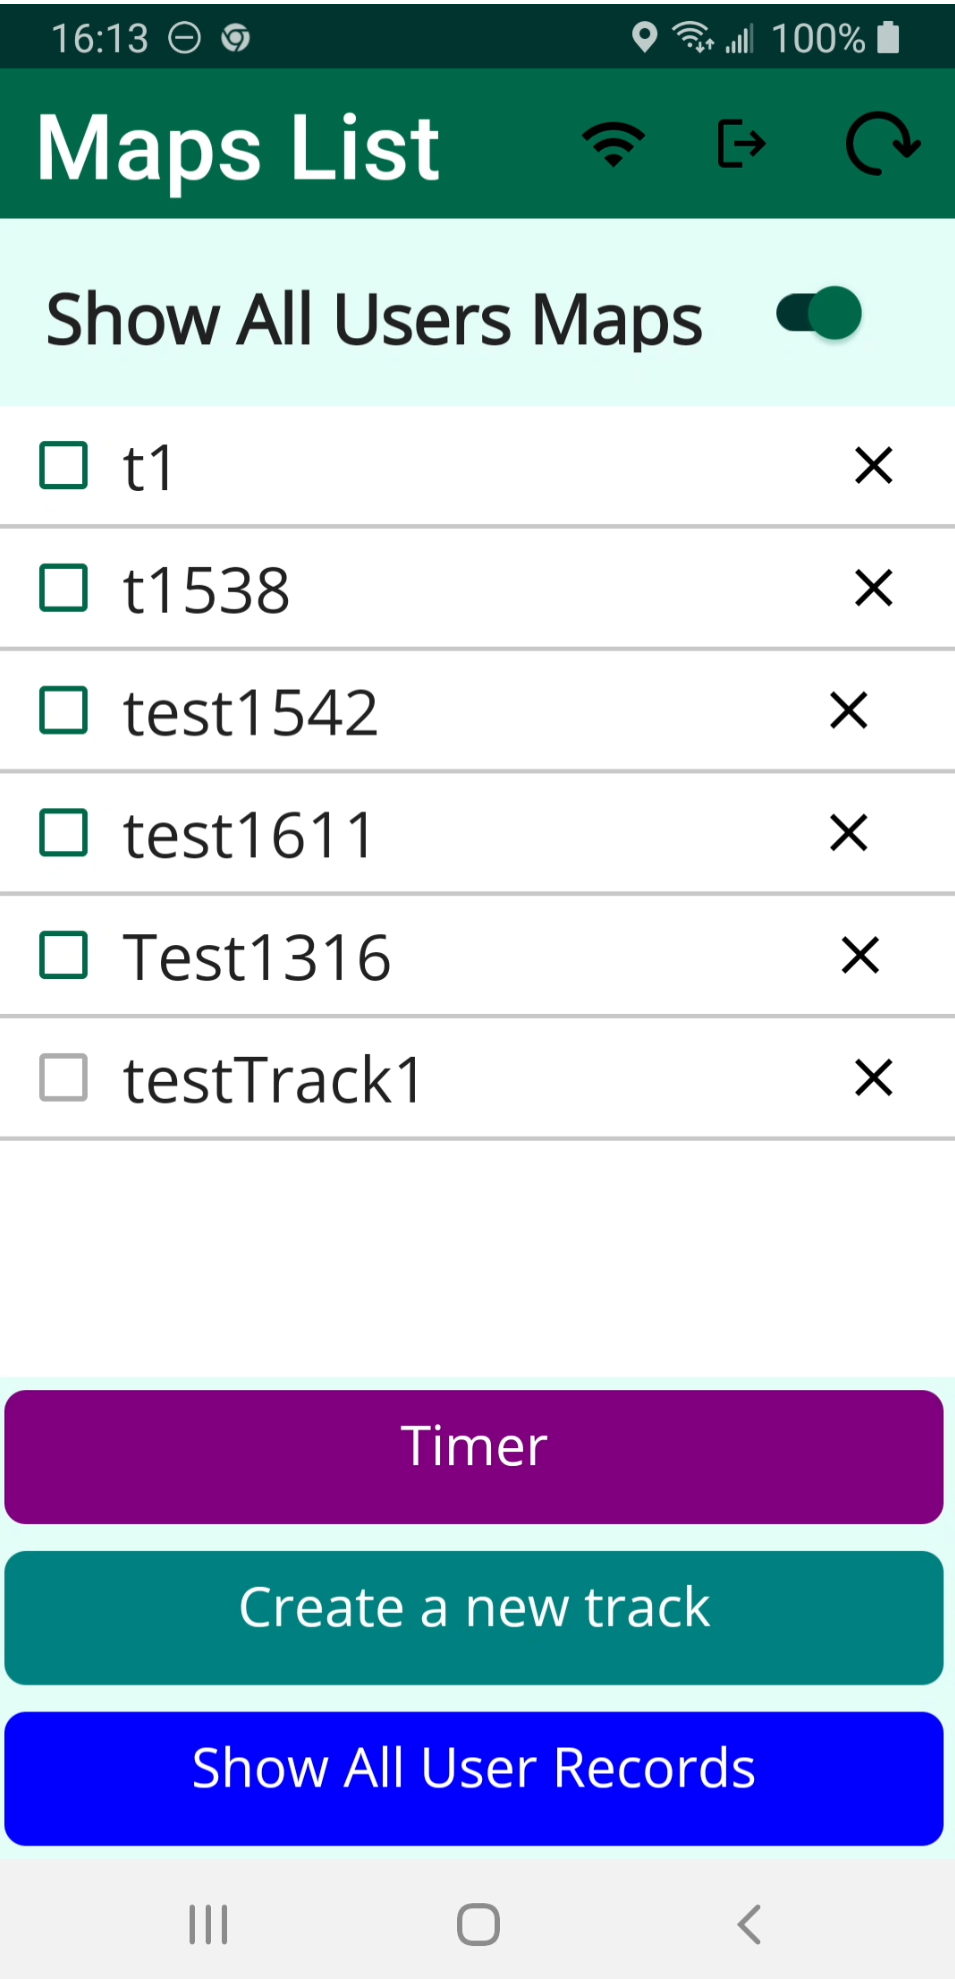 16:13 100%
Maps List
Show All Users Maps
t1
t1538
test1542
test1611
Test1316
testTrack1
Timer
Create a new track
Show All User Records